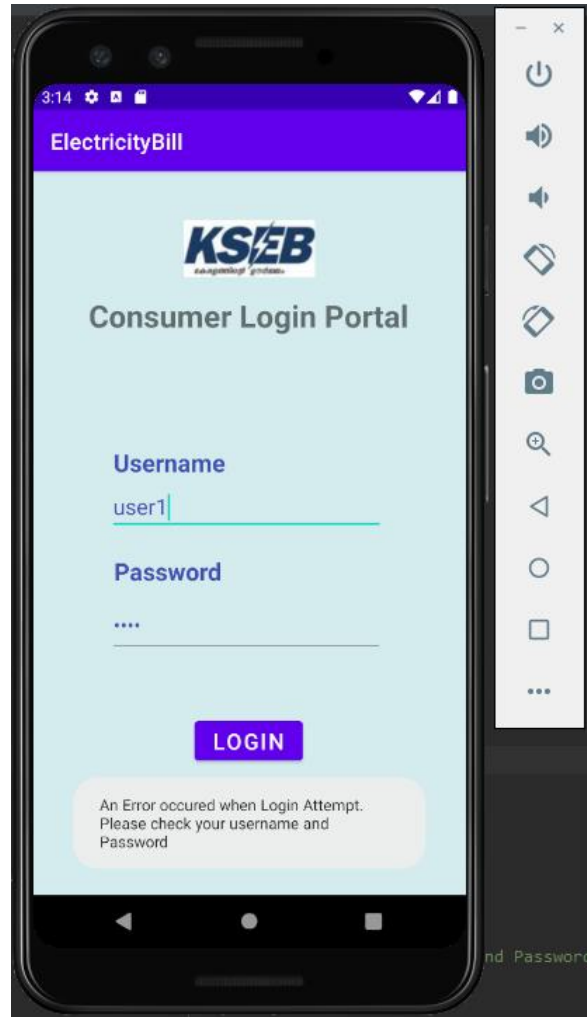 3:14
ElectricityBill
KSEB
Consumer Login Portal
Username
user1
Password
••••
LOGIN
An Error occured when Login Attempt.
Please check your username and
Password
nd Password